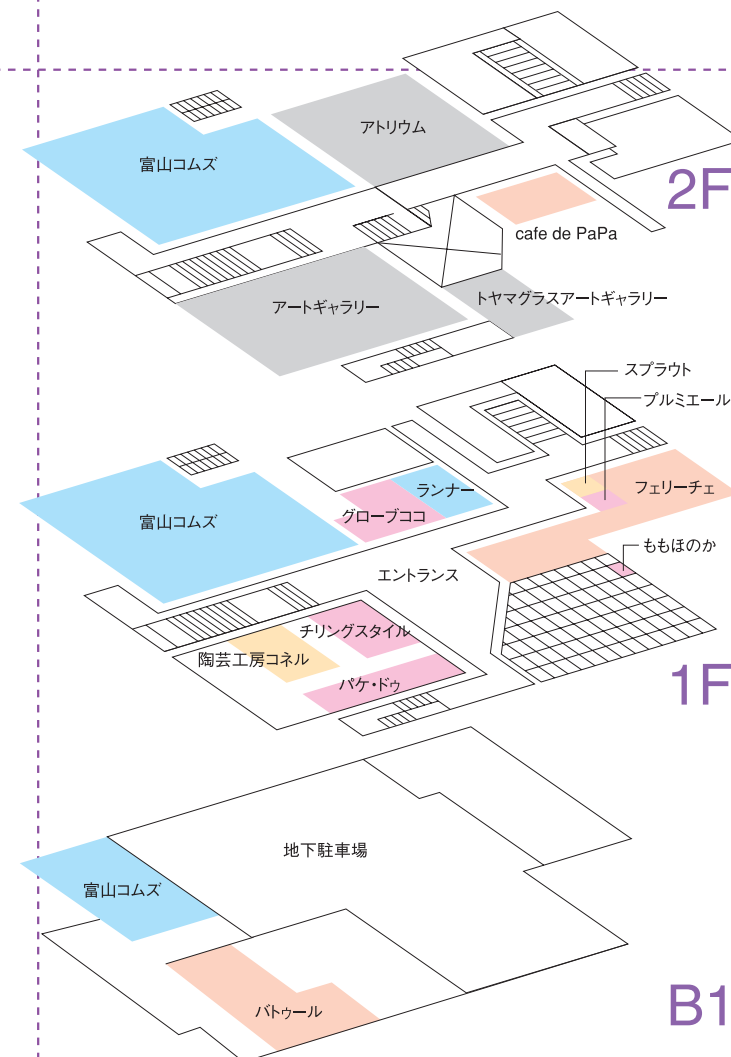 アトリウム
富山コムズ
2F
cafe de PaPa
トヤマグラスアートギャラリー
アートギャラリー
スプラウト
プルミエール
ランナー
フェリーチェ
グローブココ
富山コムズ
ももほのか
エントランス
チリングスタイル
陶芸工房コネル
パケ・ドゥ
1F
地下駐車場
富山コムズ
バトゥール
B1